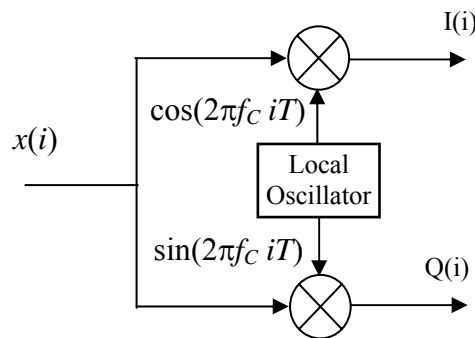 I(i)
cos(2πf_C iT)
x(i)
Local
Oscillator
sin(2πf_C iT)
Q(i)